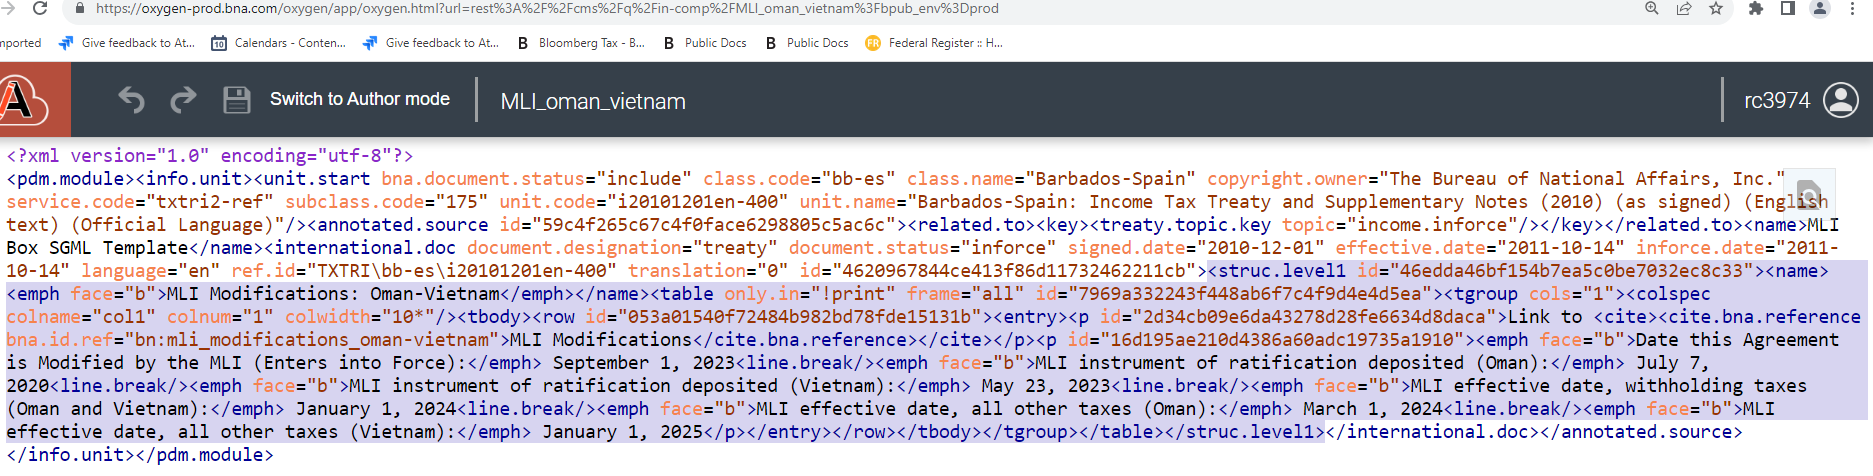 https://oxygen-prod.bna.com/oxygen/app/oxygen.html?url=rest%3A%2F%2Fcms%2Fq%2Fin-comp%2FMLI_oman_vietnam%3Fbpub_env%3Dprod
mported Give feedback to At... 10 Calendars - Conten... Give feedback to At... B Bloomberg Tax - B... B Public Docs B Public Docs FR Federal Register :: H...
A Switch to Author mode MLI_oman_vietnam rc3974
<?xml version="1.0" encoding="utf-8"?>
<pdm.module><info.unit><unit.start bna.document.status="include" class.code="bb-es" class.name="Barbados-Spain" copyright.owner="The Bureau of National Affairs, Inc."
service.code="txtri2-ref" subclass.code="175" unit.code="i20101201en-400" unit.name="Barbados-Spain: Income Tax Treaty and Supplementary Notes (2010) (as signed) (English
text) (Official Language)"/><annotated.source id="59c4f265c67c4f0face6298805c5ac6c"><related.to><key><treaty.topic.key topic="income.inforce"/></key></related.to><name>MLI
Box SGML Template</name><international.doc document.designation="treaty" document.status="inforce" signed.date="2010-12-01" effective.date="2011-10-14" inforce.date="2011-
10-14" language="en" ref.id="TXTRI\bb-es\i20101201en-400" translation="0" id="4620967844ce413f86d11732462211cb"><struc.level1 id="46edda46bf154b7ea5c0be7032ec8c33"><name>
<emph face="b">MLI Modifications: Oman-Vietnam</emph></name><table only.in="!print" frame="all" id="7969a332243f448ab6f7c4f9d4e4d5ea"><tgroup cols="1"><colspec
colname="col1" colnum="1" colwidth="10*"/><tbody><row id="053a01540f72484b982bd78fde15131b"><entry><p id="2d34cb09e6da43278d28fe6634d8daca">Link to <cite><cite.bna.reference
bna.id.ref="bn:mli_modifications_oman-vietnam">MLI Modifications</cite.bna.reference></cite></p><p id="16d195ae210d4386a60adc19735a1910"><emph face="b">Date this Agreement
is Modified by the MLI (Enters into Force):</emph> September 1, 2023<line.break/><emph face="b">MLI instrument of ratification deposited (Oman):</emph> July 7,
2020<line.break/><emph face="b">MLI instrument of ratification deposited (Vietnam):</emph> May 23, 2023<line.break/><emph face="b">MLI effective date, withholding taxes
(Oman and Vietnam):</emph> January 1, 2024<line.break/><emph face="b">MLI effective date, all other taxes (Oman):</emph> March 1, 2024<line.break/><emph face="b">MLI
effective date, all other taxes (Vietnam):</emph> January 1, 2025</p></entry></row></tbody></tgroup></table></struc.level1></international.doc></annotated.source>
</info.unit></pdm.module>